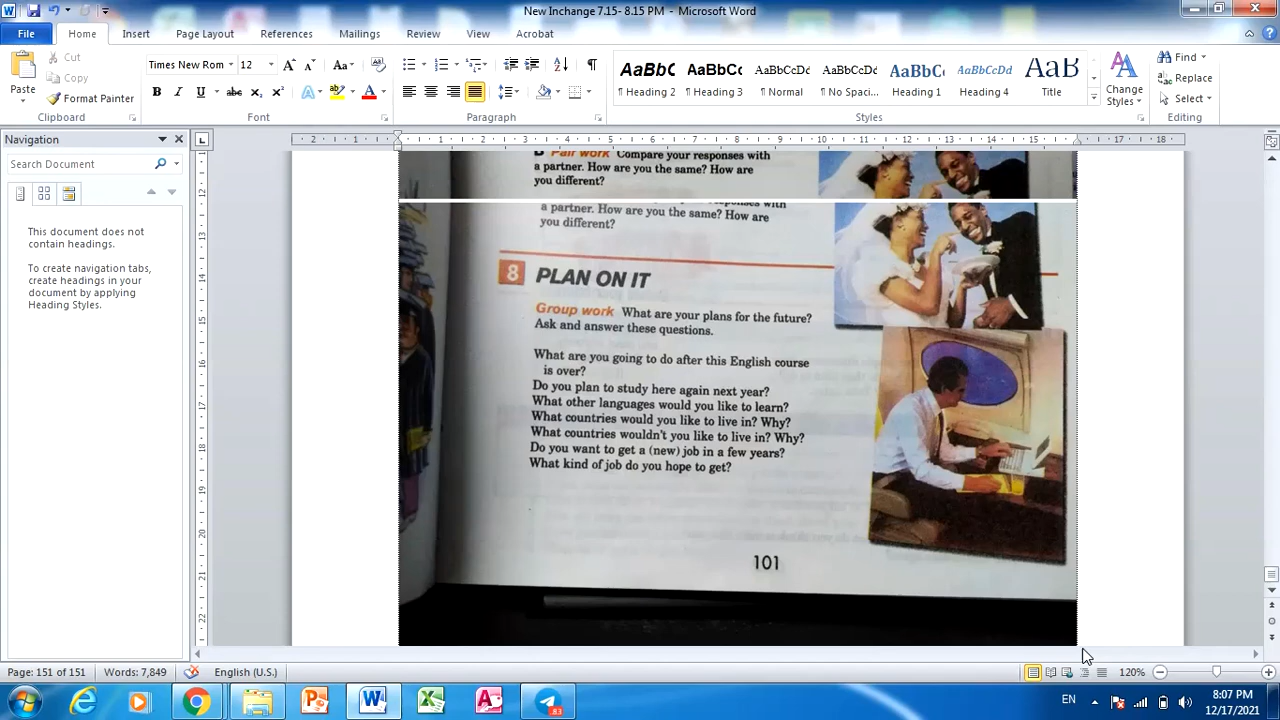 New Inchange 7.15- 8.15 PM - Microsoft Word
File Home Insert Page Layout References Mailings Review View Acrobat
Paste
Cut
Copy
Format Painter
Clipboard
Times New Rom 12
Font
Paragraph
AaBbC AaBbCc AaBbCcDd AaBbCcDd AaBbC AaBbCcDd AaB
¶ Heading 2 ¶ Heading 3 ¶ Normal ¶ No Spaci... Heading 1 Heading 4 Title
Styles
Change Styles
Find
Replace
Select
Editing
Navigation
Search Document
This document does not
contain headings.
To create navigation tabs,
create headings in your
document by applying
Heading Styles.
B Pair work Compare your responses with
a partner. How are you the same? How are
you different?
responses with
a partner. How are you the same? How are
you different?
8 PLAN ON IT
Group work What are your plans for the future?
Ask and answer these questions.
What are you going to do after this English course
is over?
Do you plan to study here again next year?
What other languages would you like to learn?
What countries would you like to live in? Why?
What countries wouldn't you like to live in? Why?
Do you want to get a (new) job in a few years?
What kind of job do you hope to get?
101
Page: 151 of 151 Words: 7,849 English (U.S.) 120%
83
EN
8:07 PM
12/17/2021